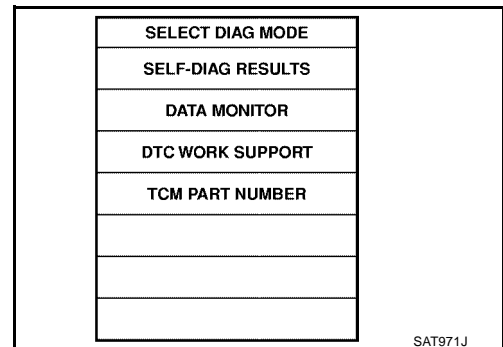 SELECT DIAG MODE
SELF-DIAG RESULTS
DATA MONITOR
DTC WORK SUPPORT
TCM PART NUMBER
SAT971J